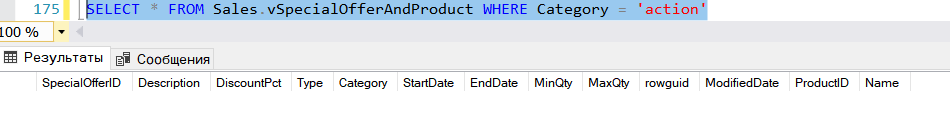 175 SELECT * FROM Sales.vSpecialOfferAndProduct WHERE Category = 'action'
100 %
Результаты Сообщения
SpecialOfferID Description DiscountPct Type Category StartDate EndDate MinQty MaxQty rowguid ModifiedDate ProductID Name